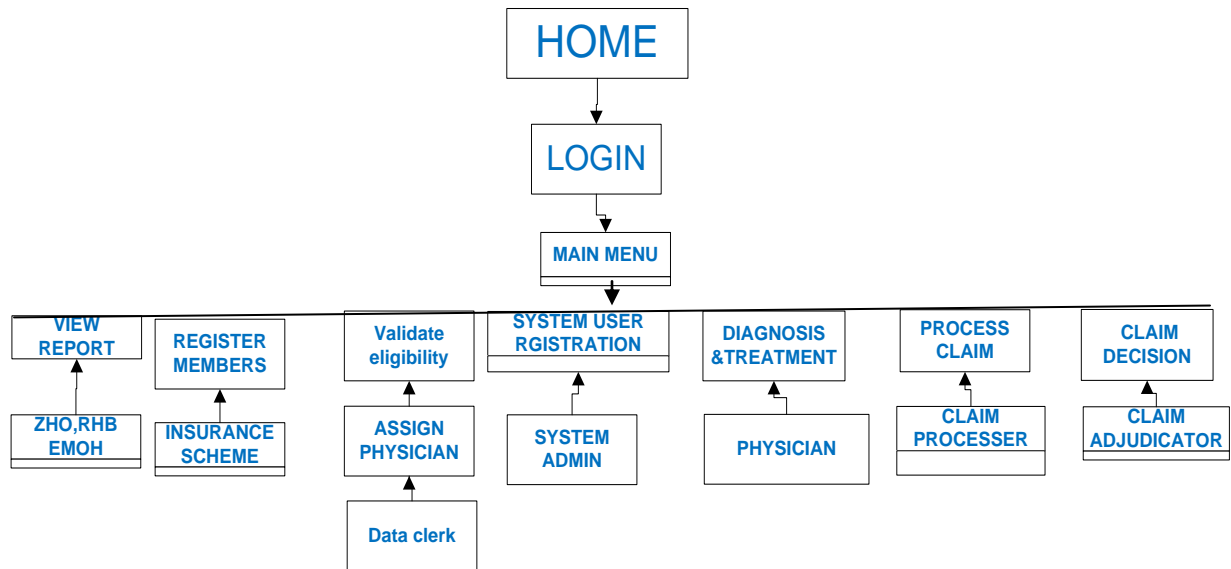 HOME
LOGIN
MAIN MENU
VIEW
REPORT
REGISTER
MEMBERS
Validate
eligibility
SYSTEM USER
RGISTRATION
DIAGNOSIS
&TREATMENT
PROCESS
CLAIM
CLAIM
DECISION
ZHO,RHB
EMOH
INSURANCE
SCHEME
ASSIGN
PHYSICIAN
SYSTEM
ADMIN
PHYSICIAN
CLAIM
PROCESSER
CLAIM
ADJUDICATOR
Data clerk